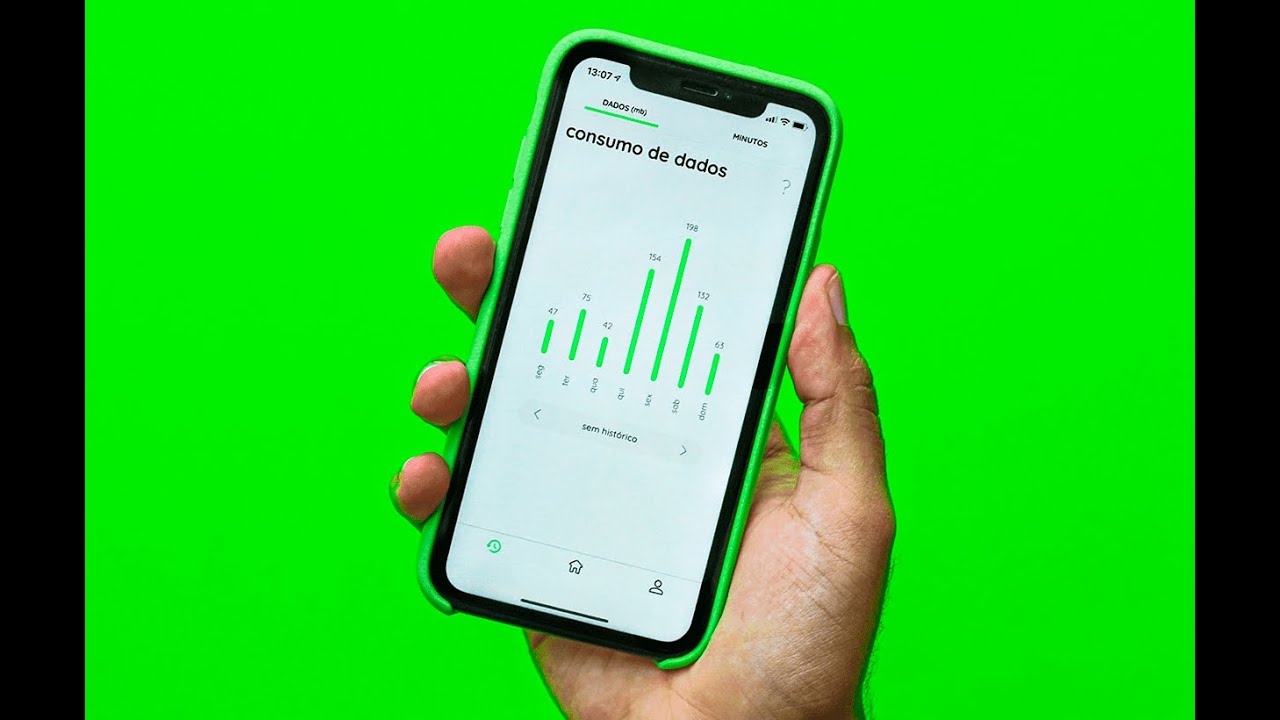 13:07
DADOS (mb)
MINUTOS
consumo de dados
?
198
154
132
75
47
42
63
seg
ter
qua
qui
sex
sab
dom
sem histórico